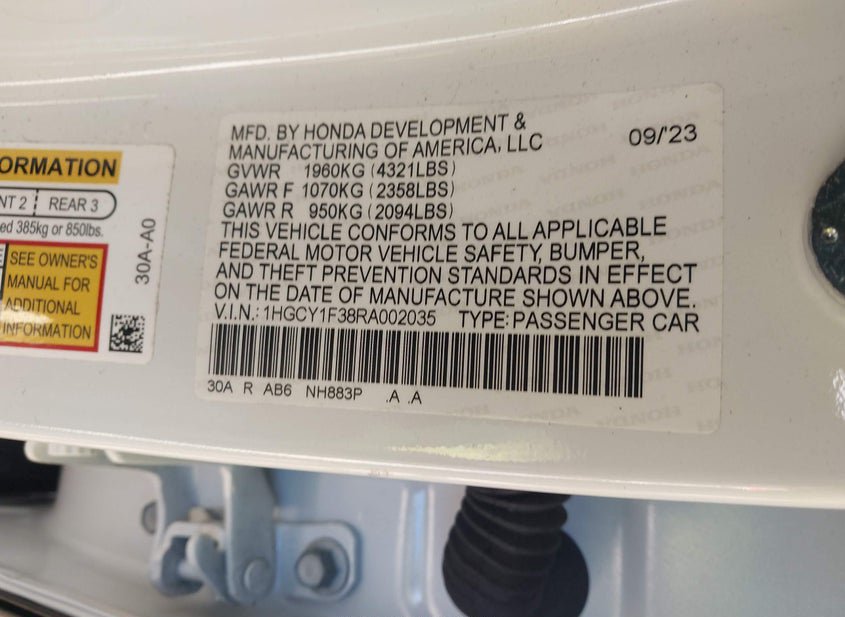 ORMATION
NT 2 REAR 3
ed 385kg or 850lbs.
SEE OWNER'S
MANUAL FOR
ADDITIONAL
INFORMATION
30A-A0
MFD. BY HONDA DEVELOPMENT &
MANUFACTURING OF AMERICA, LLC 09/'23
GVWR 1960KG (4321LBS)
GAWR F 1070KG (2358LBS)
GAWR R 950KG (2094LBS)
THIS VEHICLE CONFORMS TO ALL APPLICABLE
FEDERAL MOTOR VEHICLE SAFETY, BUMPER,
AND THEFT PREVENTION STANDARDS IN EFFECT
ON THE DATE OF MANUFACTURE SHOWN ABOVE.
V.I.N.: 1HGCY1F38RA002035 TYPE: PASSENGER CAR
30A R AB6 NH883P .A .A